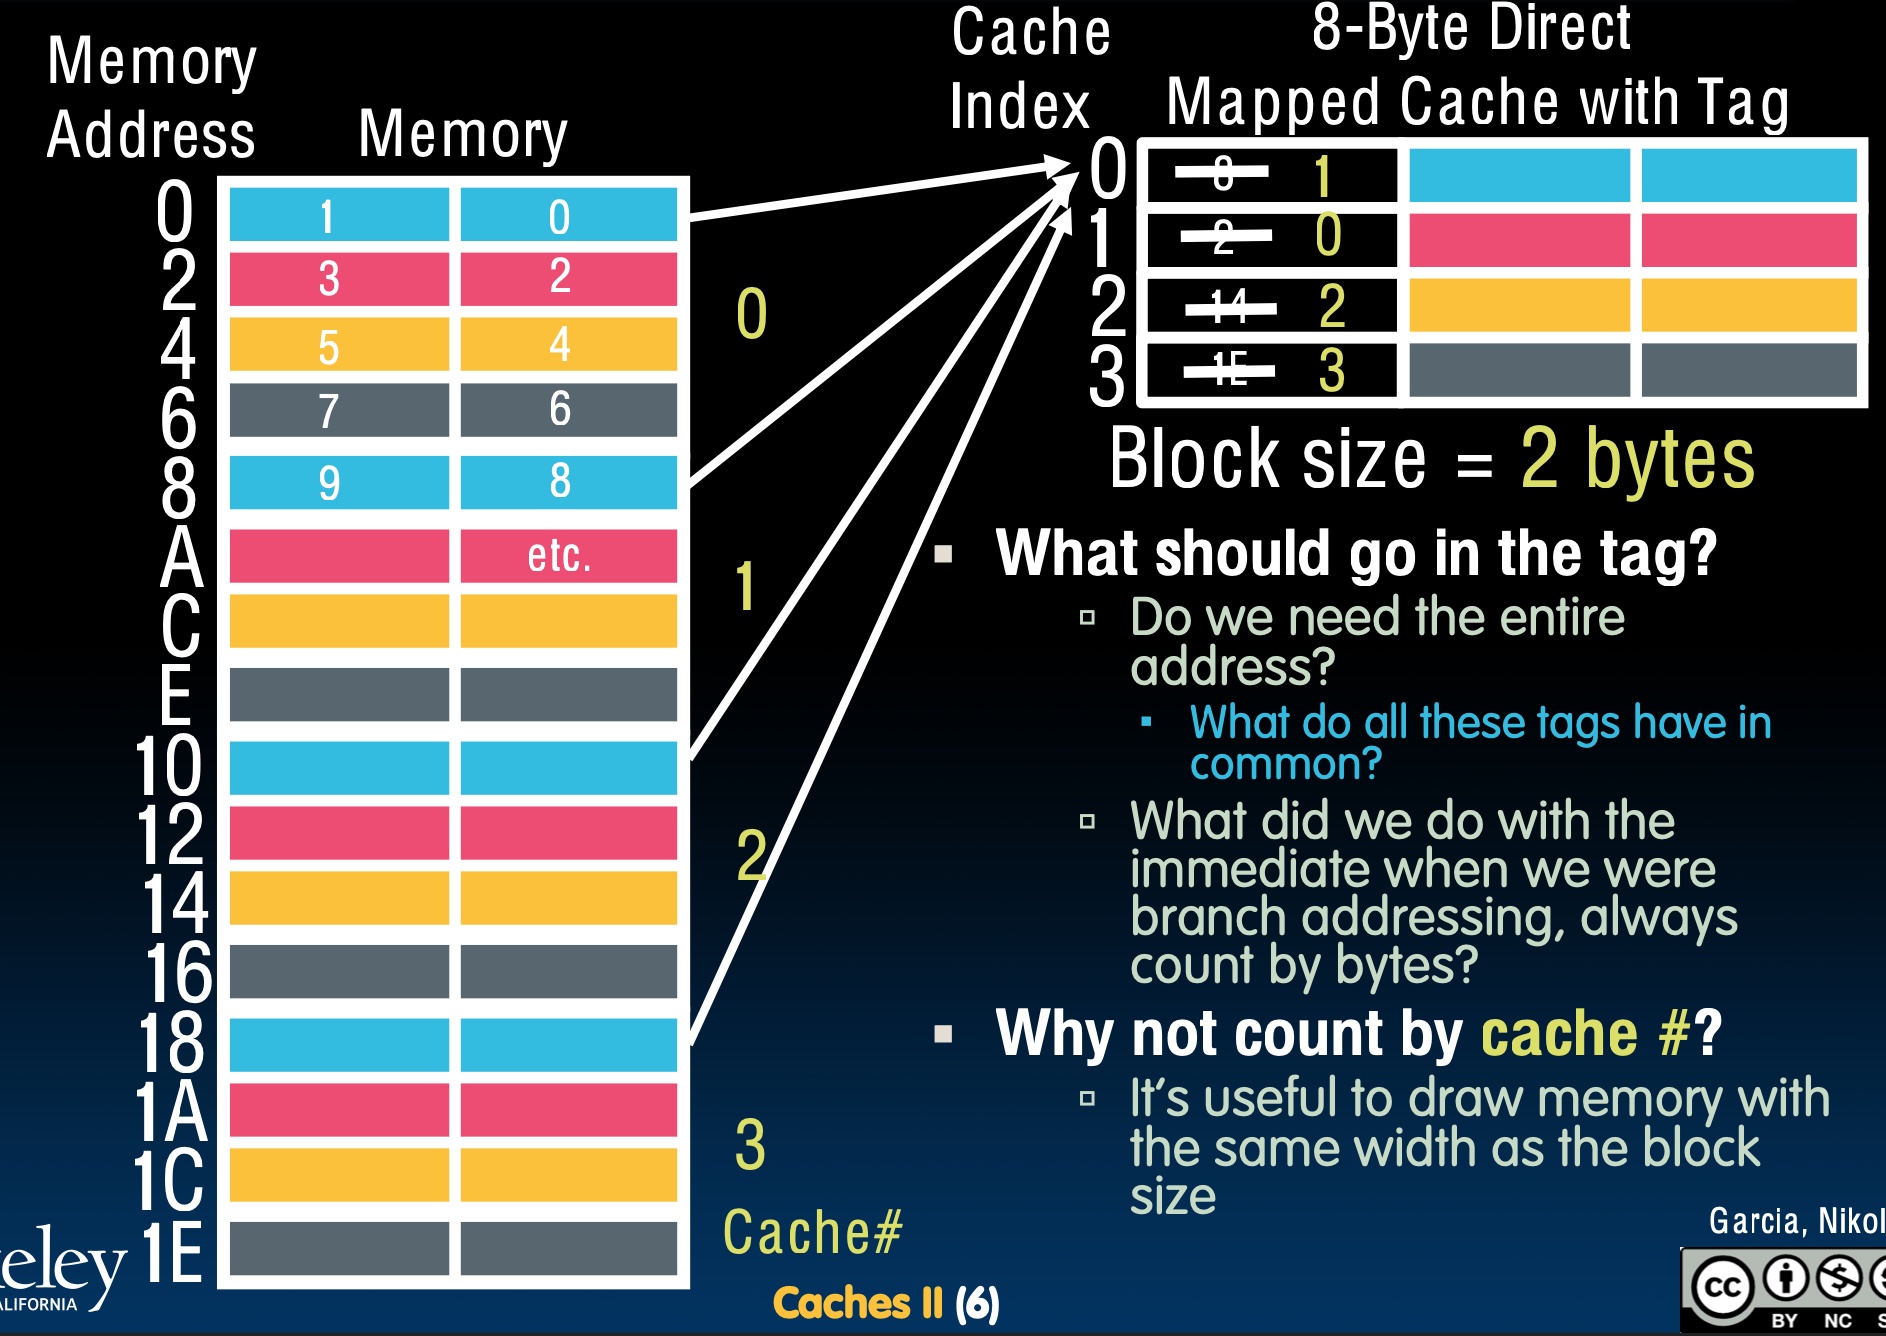 Memory
Address
Memory
0 1 0
2 3 2
4 5 4
6 7 6
8 9 8
A etc.
C
E
10
12
14
16
18
1A
1C
1E
0
1
2
3
Cache#
Cache
Index
8-Byte Direct
Mapped Cache with Tag
0 8 1
1 2 0
2 14 2
3 1E 3
Block size = 2 bytes
What should go in the tag?
Do we need the entire
address?
What do all these tags have in
common?
What did we do with the
immediate when we were
branch addressing, always
count by bytes?
Why not count by cache #?
It’s useful to draw memory with
the same width as the block
size
Caches II (6)
Garcia,
cc
BY NC